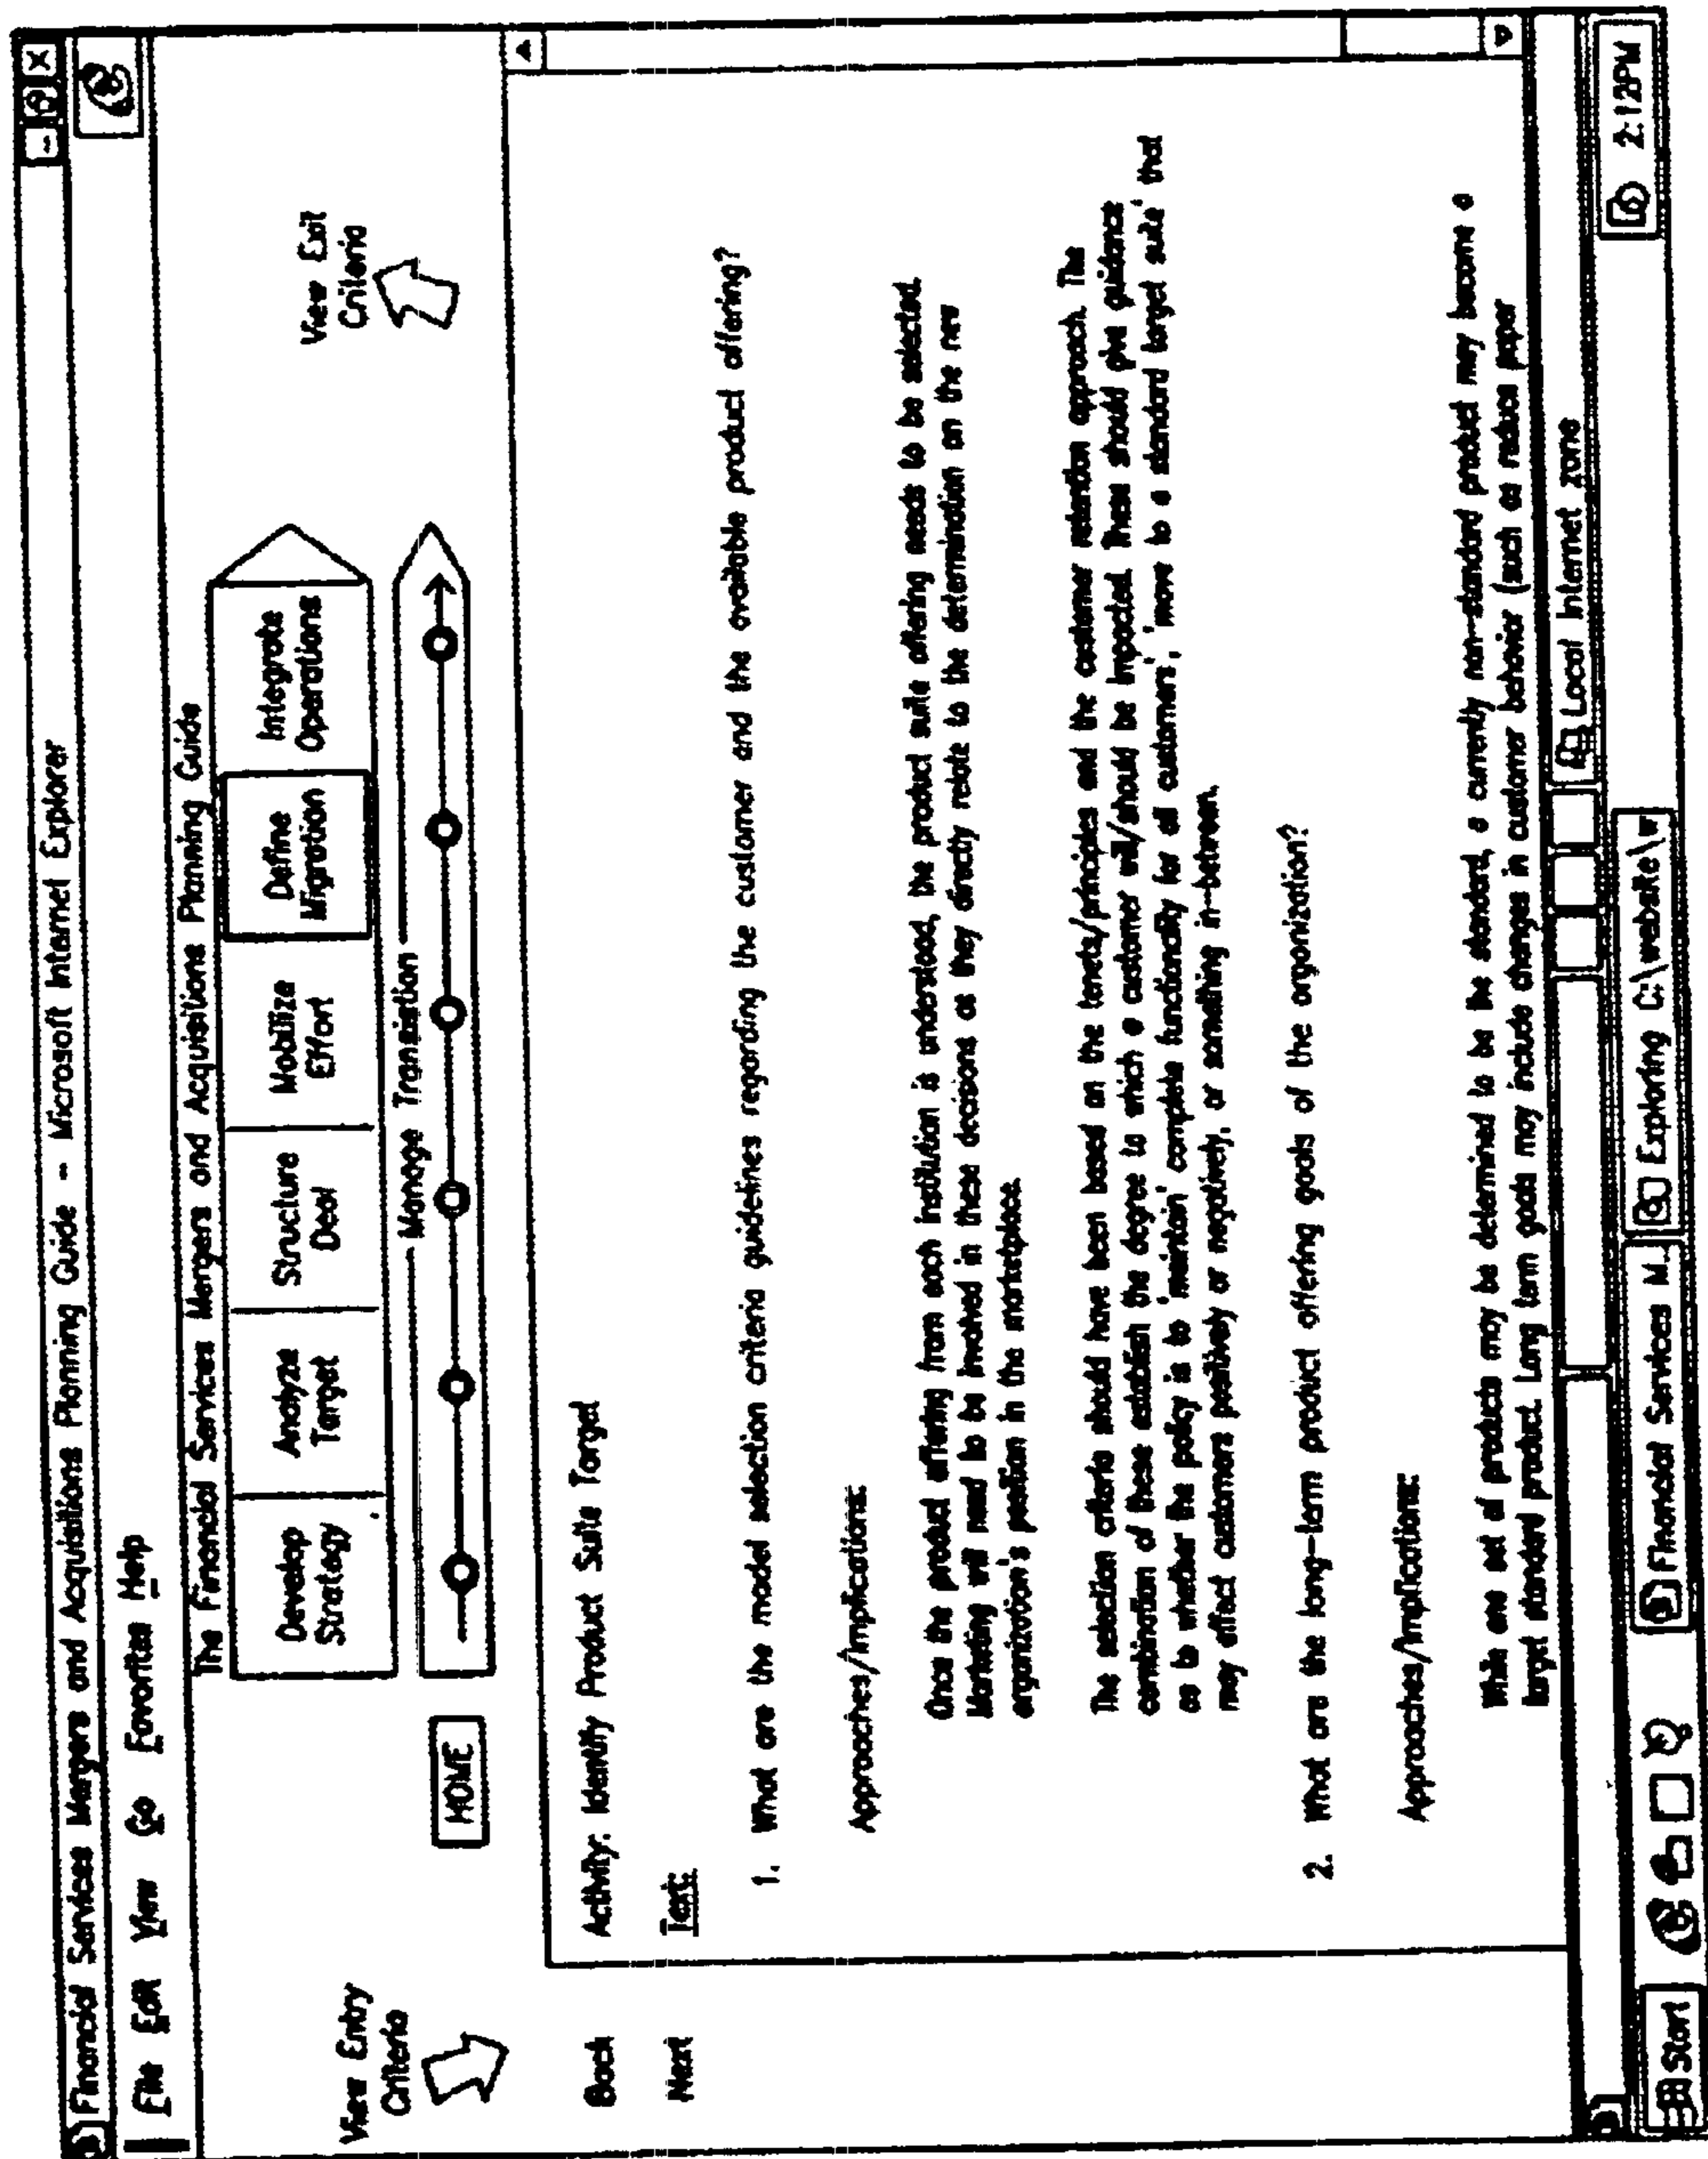 Financial Services Mergers and Acquisitions Planning Guide - Microsoft Internet Explorer
File Edit View Go Favorites Help
The Financial Services Mergers and Acquisitions Planning Guide
View Entry
Criteria
Develop
Strategy
Analyze
Target
Structure
Deal
Mobilize
Effort
Define
Migration
Integrate
Operations
View Exit
Criteria
HOME
Manage Transistion
Back
Next
Activity: Identify Product Suite Target
Text:
1. What are the model selection criteria guidelines regarding the customer and the available product offering?
Approaches/Implications:
Once the product offering from each institution is understood, the product suite offering needs to be selected.
Marketing will need to be involved in these decisions as they directly relate to the determination on the new
organization's position in the marketplace.
The selection criteria should have been based on the tenets/principles and the customer retention approach. The
combination of these establish the degree to which a customer will/should be impacted. These should give guidance
as to whether the policy is to 'maintain' complete functionality for all customers', 'move to a standard target suite' that
may effect customers positively or negatively, or something in-between.
2. What are the long-term product offering goals of the organization?
Approaches/Implications:
While one set of products may be determined to be the standard, a currently non-standard product may become a
target standard product. Long term goals may include changes in customer behavior (such as reduce paper
Local Internet zone
Start
Financial Services M..
Exploring C:\website\w
2:12PM